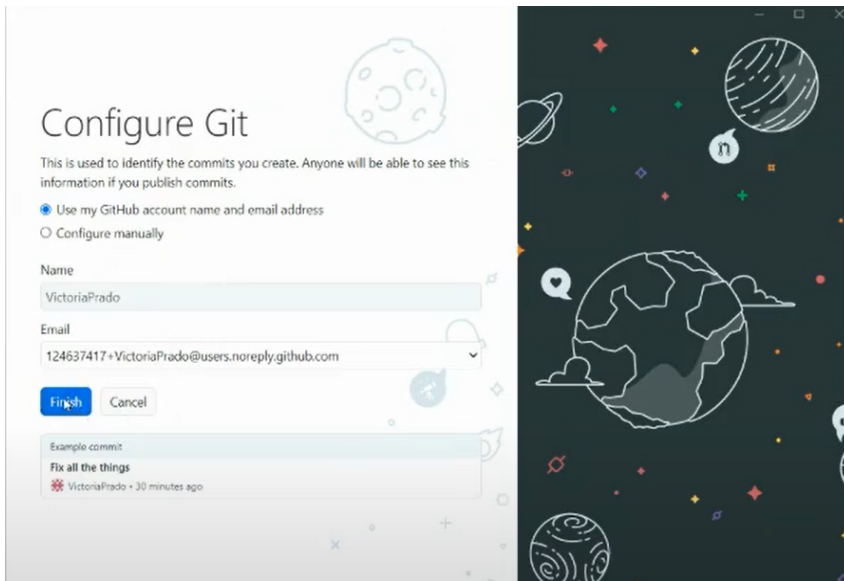 Configure Git
This is used to identify the commits you create. Anyone will be able to see this
information if you publish commits.
Use my GitHub account name and email address
Configure manually
Name
VictoriaPrado
Email
124637417+VictoriaPrado@users.noreply.github.com
Finish Cancel
Example commit
Fix all the things
VictoriaPrado • 30 minutes ago